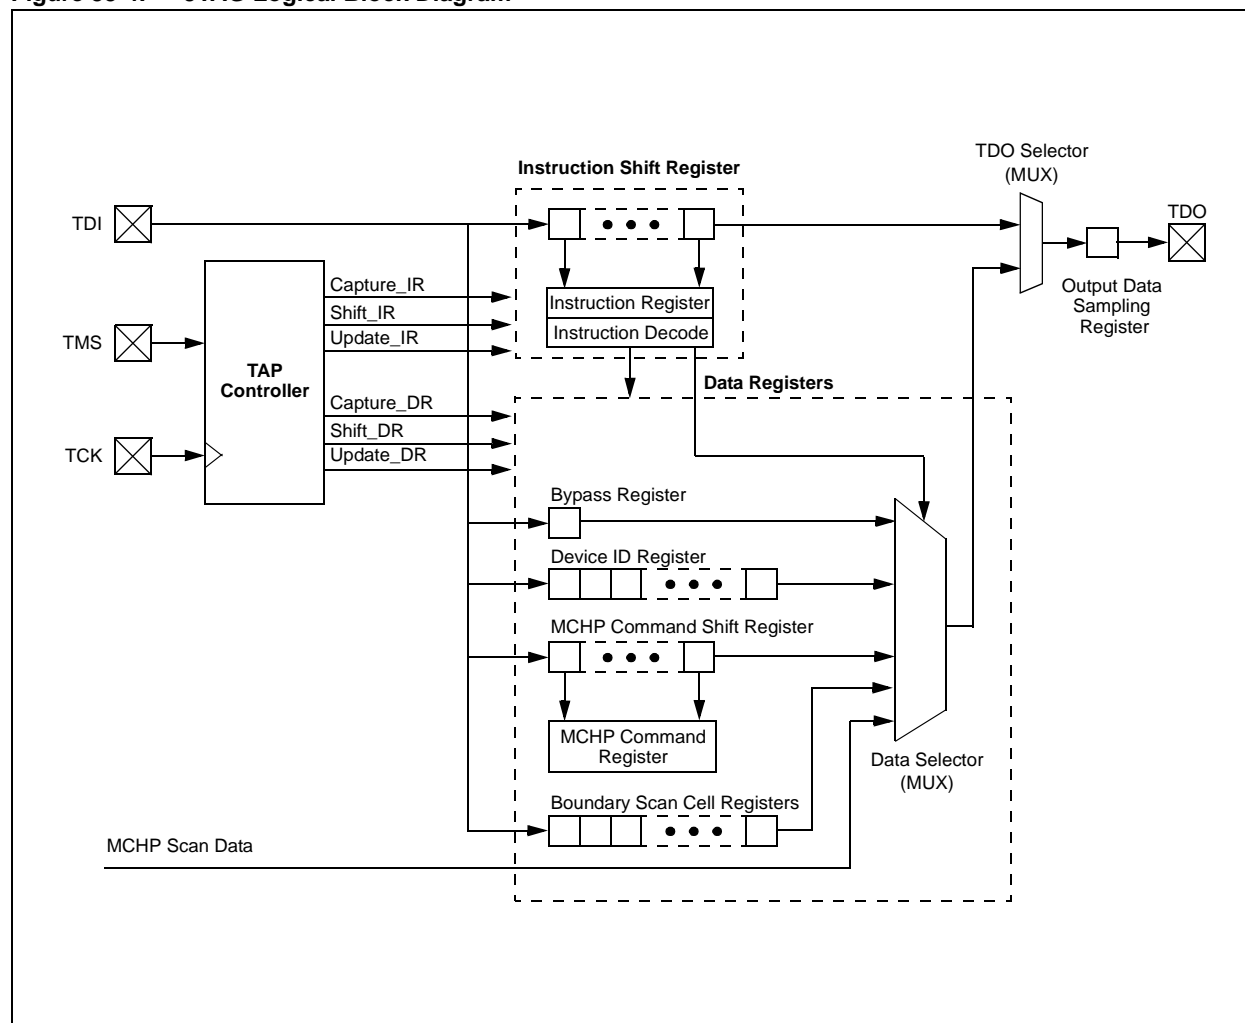 TDO Selector
(MUX)
Instruction Shift Register
TDI
TDO
Capture_IR
Shift_IR
Update_IR
Instruction Register
Instruction Decode
Output Data
Sampling
Register
TMS
TAP
Controller
Data Registers
Capture_DR
Shift_DR
Update_DR
TCK
Bypass Register
Device ID Register
MCHP Command Shift Register
MCHP Command
Register
Data Selector
(MUX)
Boundary Scan Cell Registers
MCHP Scan Data